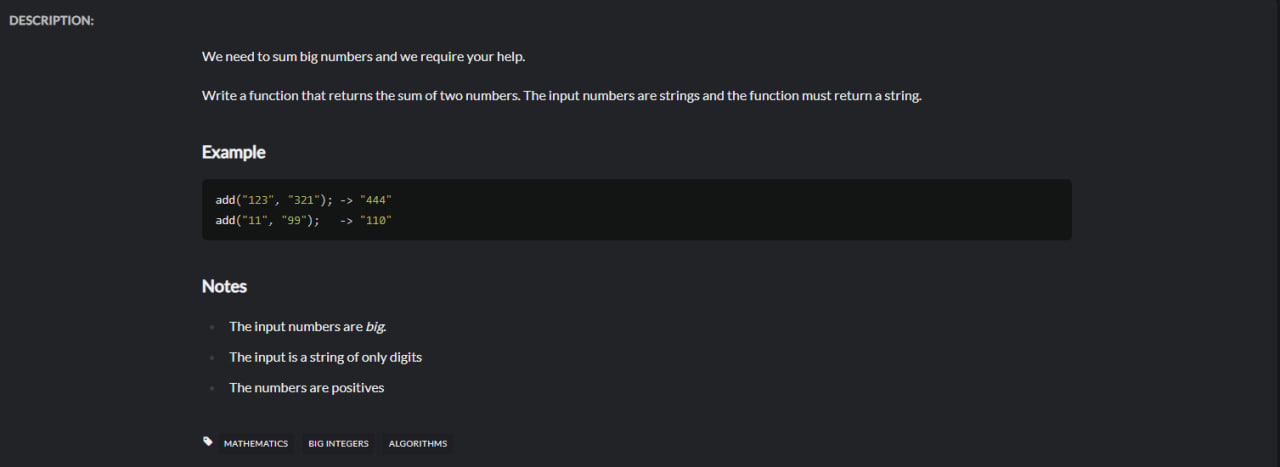 DESCRIPTION:
We need to sum big numbers and we require your help.
Write a function that returns the sum of two numbers. The input numbers are strings and the function must return a string.
Example
add("123", "321"); -> "444"
add("11", "99");   -> "110"
Notes
The input numbers are big.
The input is a string of only digits
The numbers are positives
MATHEMATICS BIG INTEGERS ALGORITHMS